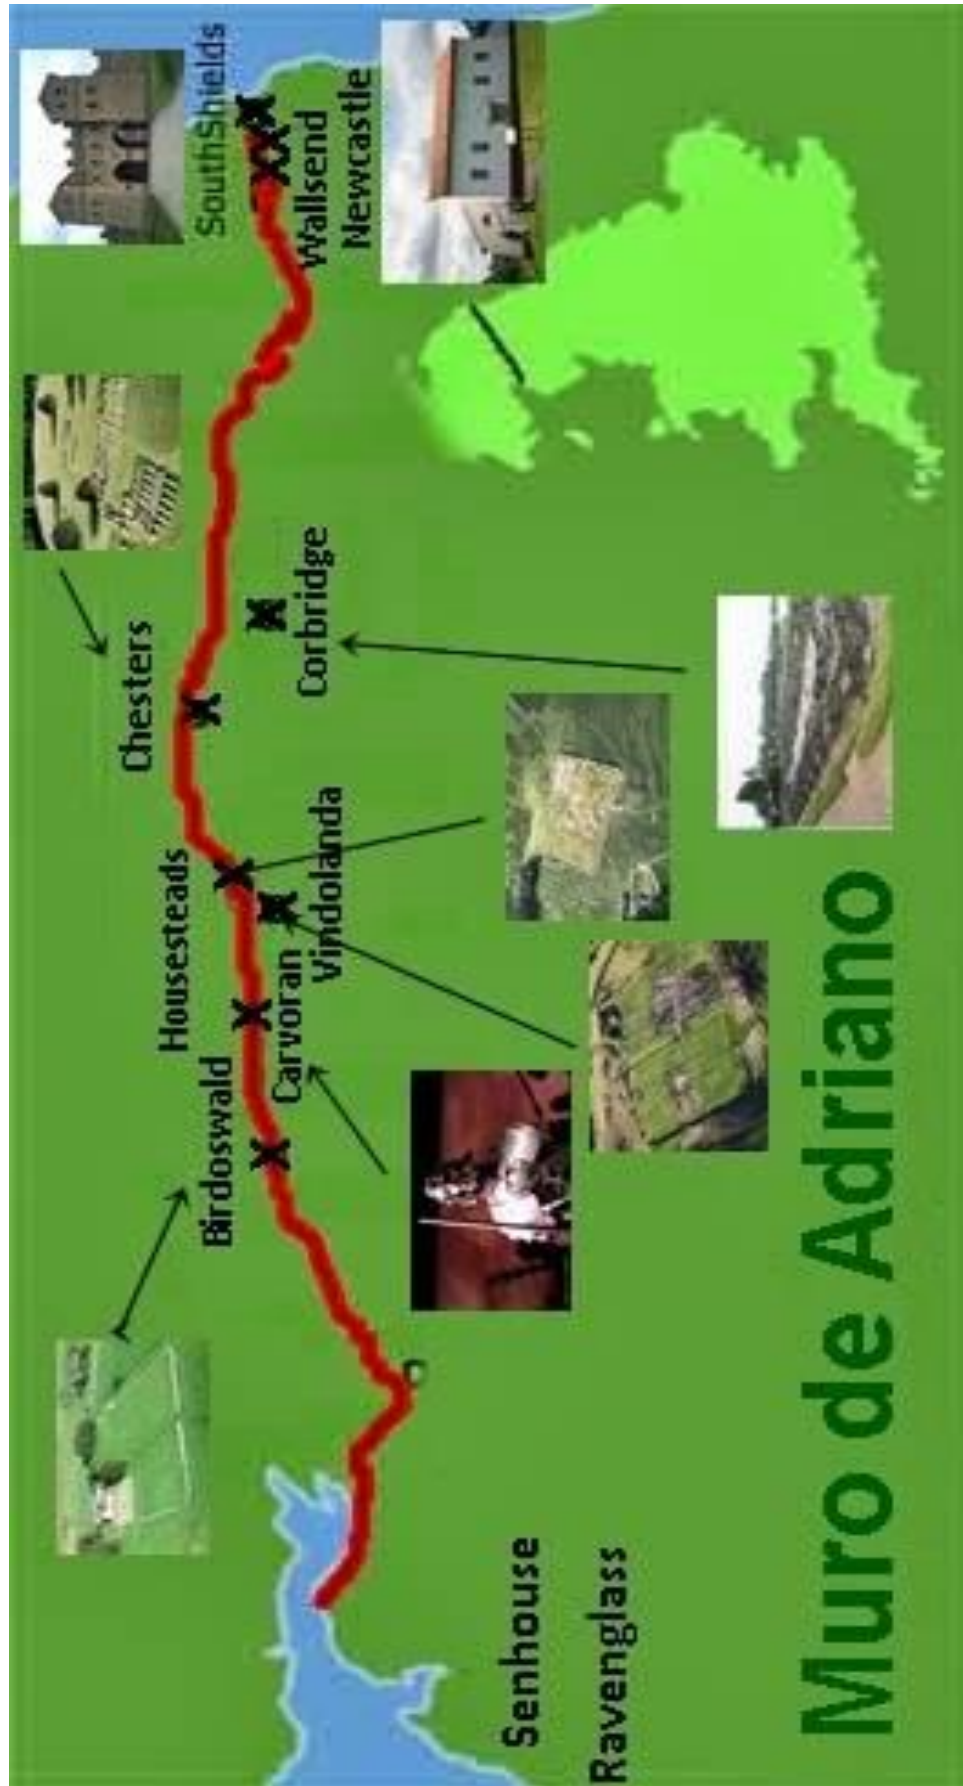 SouthShields
Wallsend
Newcastle
Chesters
Corbridge
Housesteads
Vindolanda
Carvoran
Birdoswald
Senhouse
Ravenglass
Muro de Adriano